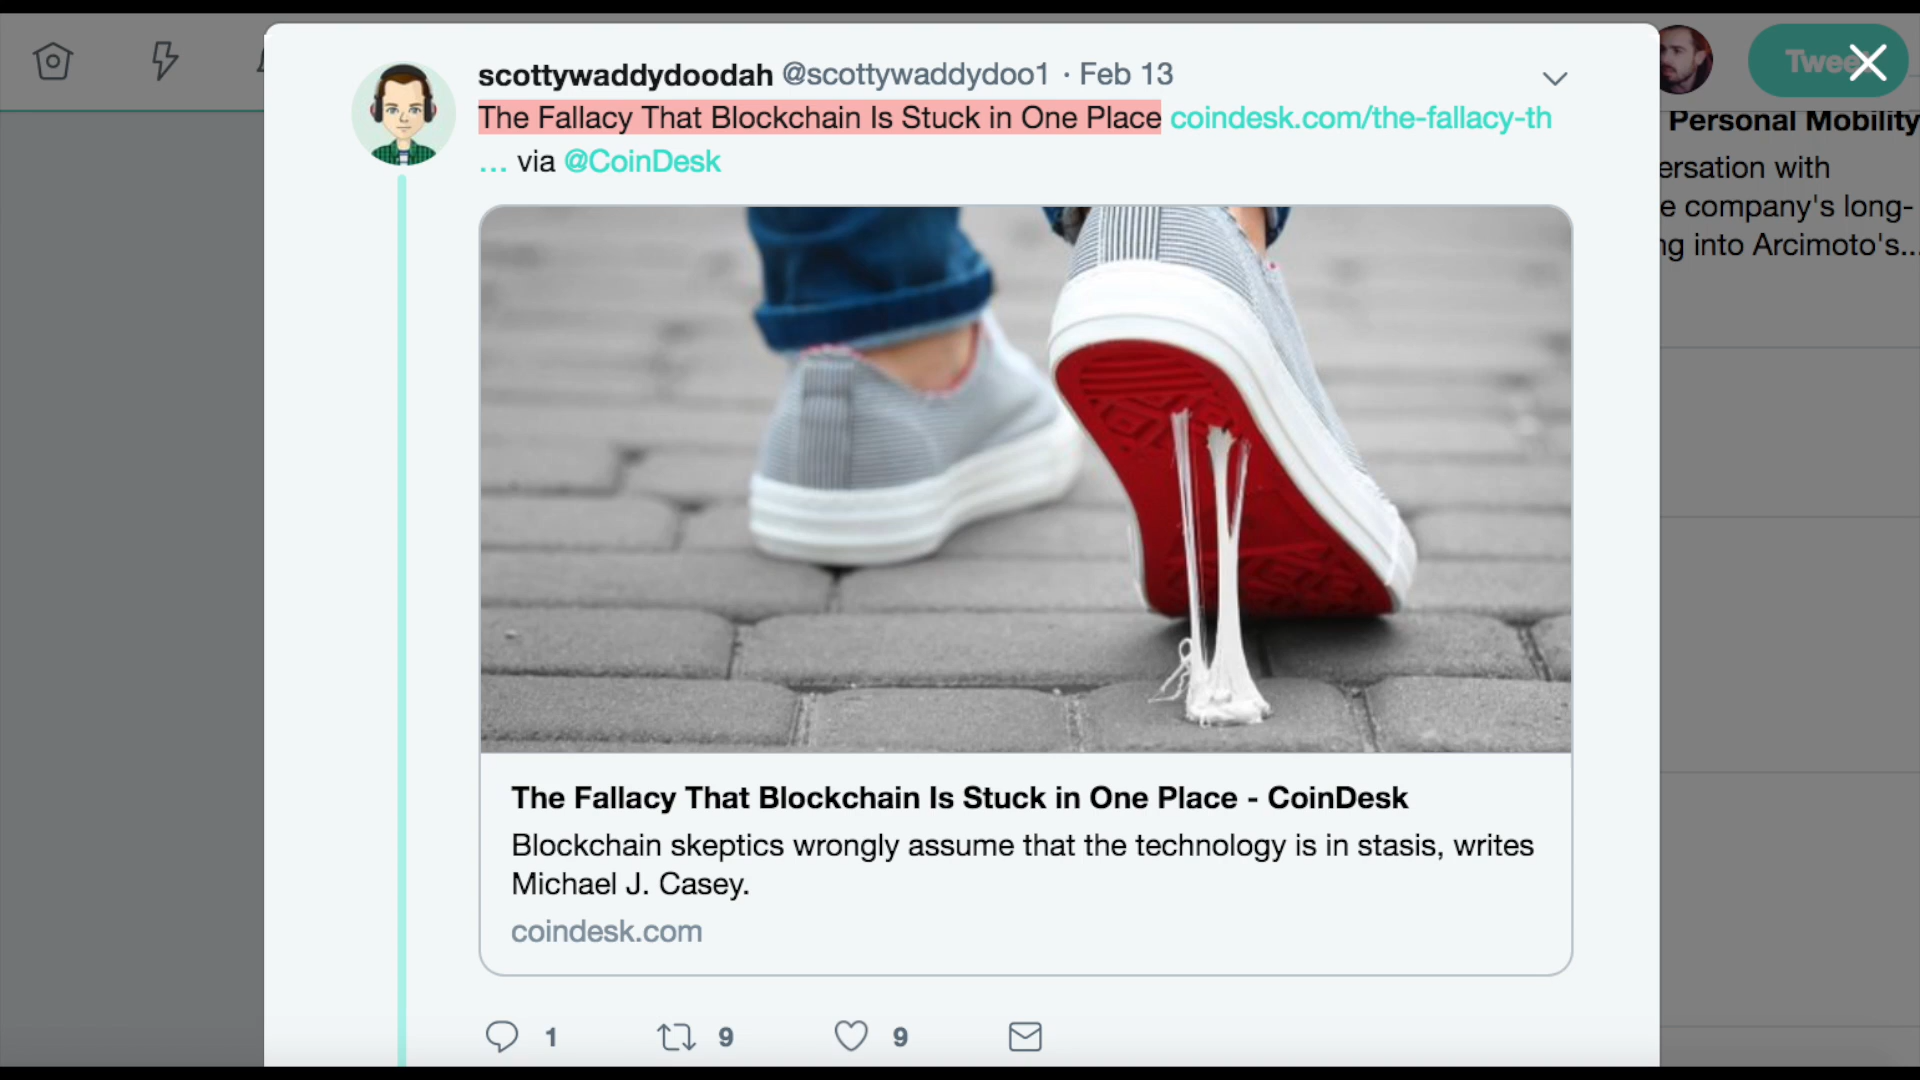 scottywaddydoodah @scottywaddydoo1 · Feb 13
The Fallacy That Blockchain Is Stuck in One Place coindesk.com/the-fallacy-th
… via @CoinDesk
The Fallacy That Blockchain Is Stuck in One Place - CoinDesk
Blockchain skeptics wrongly assume that the technology is in stasis, writes
Michael J. Casey.
coindesk.com
1 9 9
Personal Mobility
with
company's long-
into Arcimoto's...